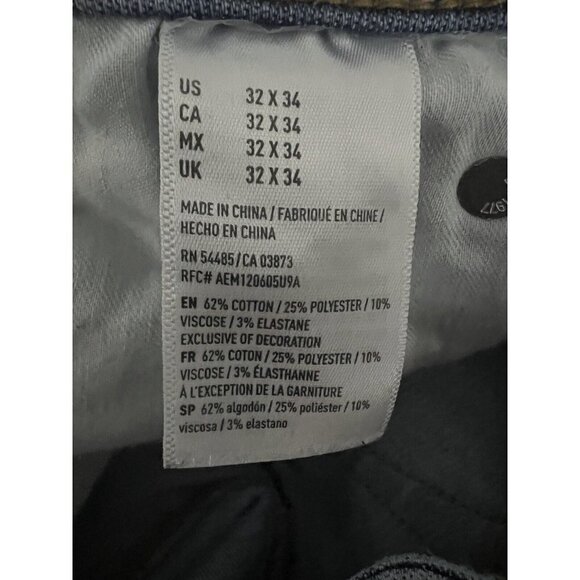 US 32 X 34
CA 32 X 34
MX 32 X 34
UK 32 X 34
MADE IN CHINA / FABRIQUÉ EN CHINE /
HECHO EN CHINA
RN 54485 / CA 03873
RFC# AEM120605U9A
EN 62% COTTON / 25% POLYESTER / 10%
VISCOSE / 3% ELASTANE
EXCLUSIVE OF DECORATION
FR 62% COTON / 25% POLYESTER / 10%
VISCOSE / 3% ÉLASTHANNE
À L'EXCEPTION DE LA GARNITURE
SP 62% algodón / 25% poliéster / 10%
viscosa / 3% elastano